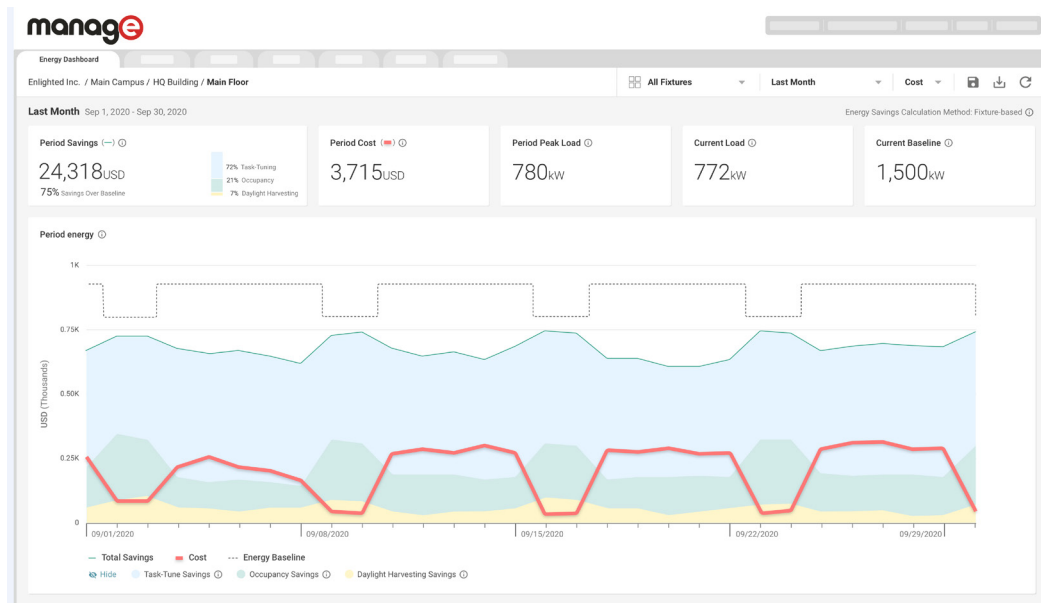 manage
Energy Dashboard
Enlighted Inc. / Main Campus / HQ Building / Main Floor
All Fixtures
Last Month
Cost
Last Month Sep 1, 2020 - Sep 30, 2020
Energy Savings Calculation Method: Fixture-based
Period Savings (—)
24,318USD
75% Savings Over Baseline
72% Task-Tuning
21% Occupancy
7% Daylight Harvesting
Period Cost ( )
3,715USD
Period Peak Load
780kW
Current Load
772kW
Current Baseline
1,500kW
Period energy
1K
0.75K
0.50K
0.25K
0
USD (Thousands)
09/01/2020
09/08/2020
09/15/2020
09/22/2020
09/29/2020
Total Savings
Cost
Energy Baseline
Hide
Task-Tune Savings
Occupancy Savings
Daylight Harvesting Savings